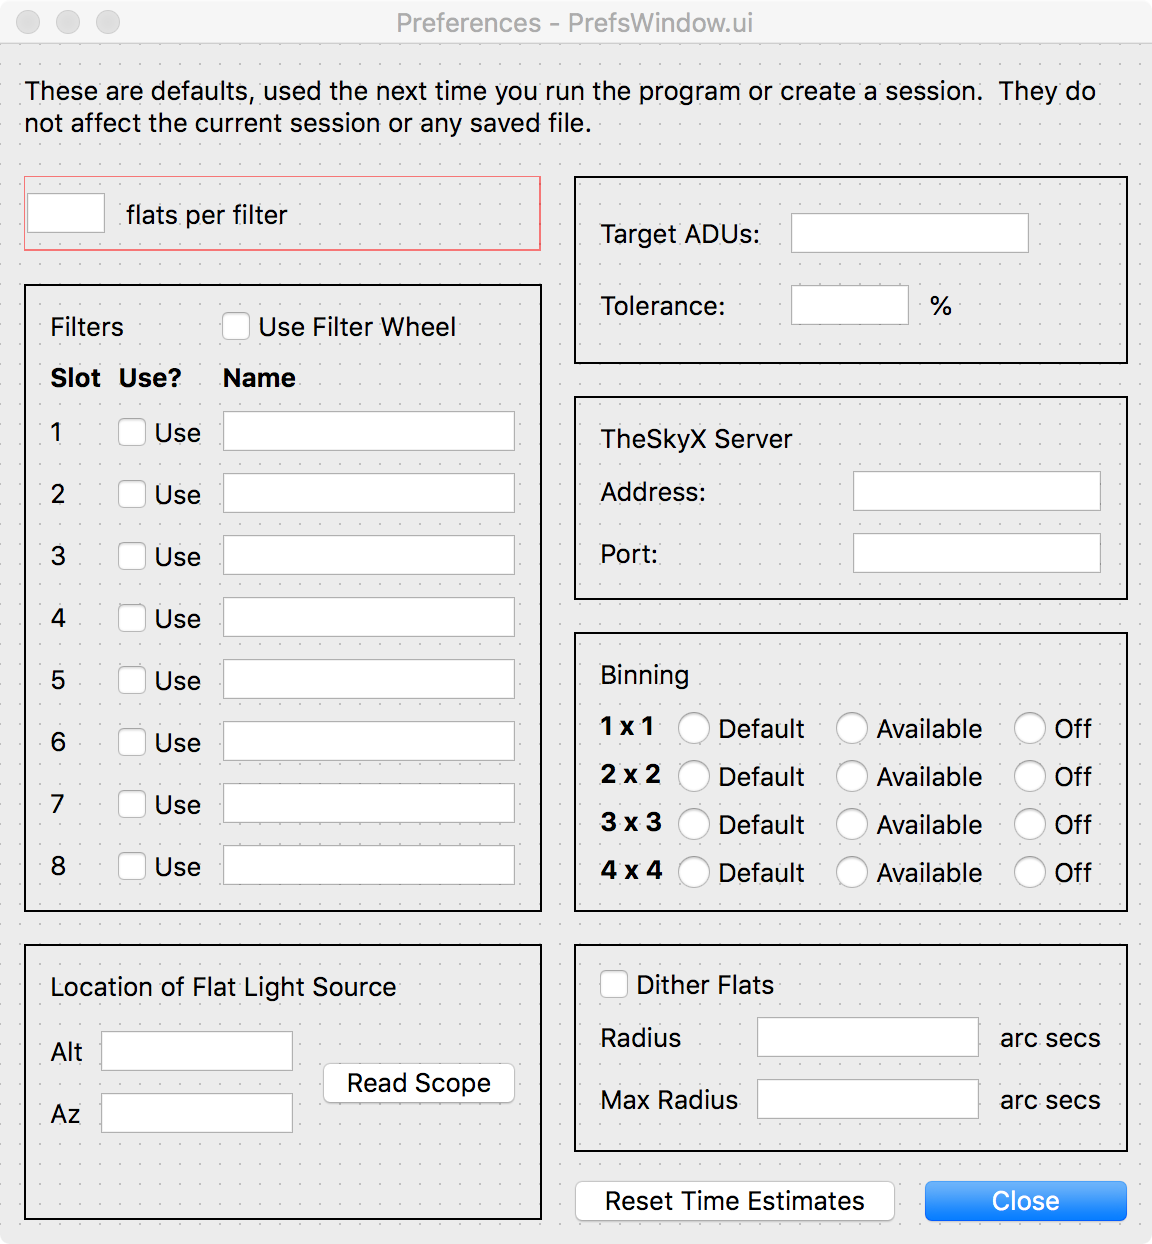 Preferences - PrefsWindow.ui
These are defaults, used the next time you run the program or create a session.  They do
not affect the current session or any saved file.
flats per filter
Filters
Use Filter Wheel
Slot Use? Name
1 Use
2 Use
3 Use
4 Use
5 Use
6 Use
7 Use
8 Use
Location of Flat Light Source
Alt
Read Scope
Az
Target ADUs:
Tolerance: %
TheSkyX Server
Address:
Port:
Binning
1 x 1 Default Available Off
2 x 2 Default Available Off
3 x 3 Default Available Off
4 x 4 Default Available Off
Dither Flats
Radius arc secs
Max Radius arc secs
Reset Time Estimates Close